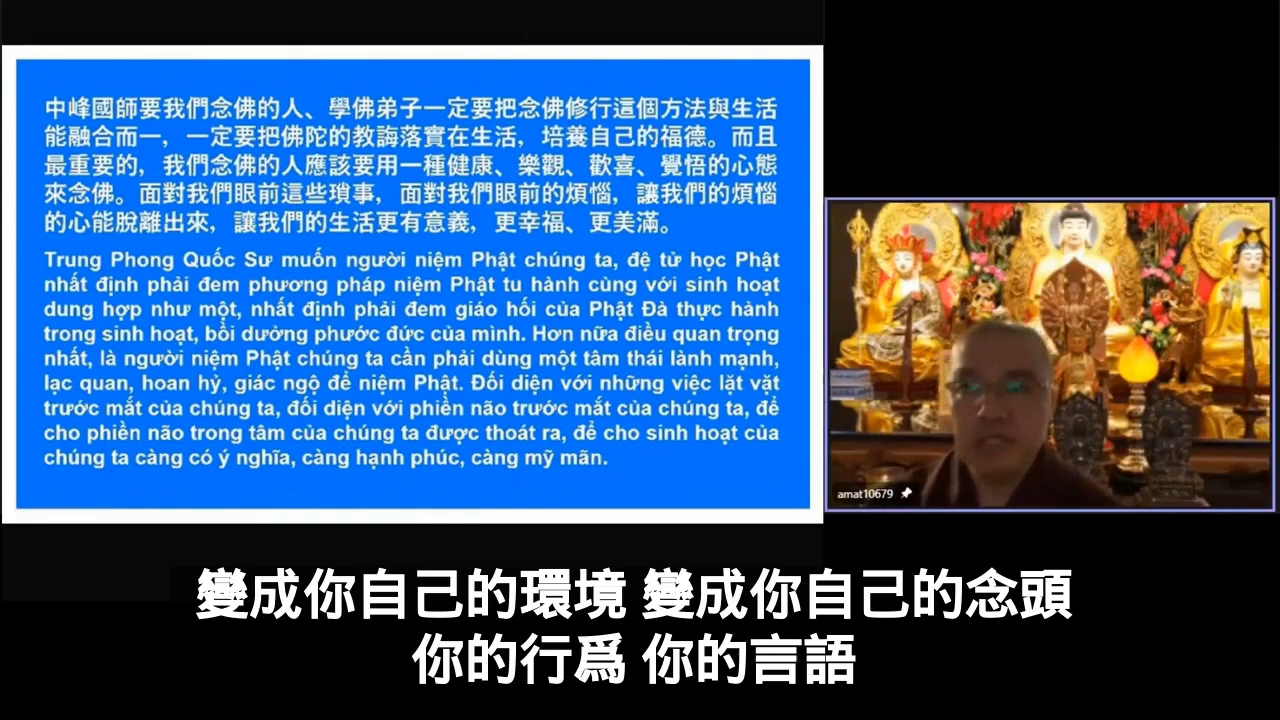 中峰國師要我們念佛的人、學佛弟子一定要把念佛修行這個方法與生活
能融合而一，一定要把佛陀的教誨落實在生活，培養自己的福德。而且
最重要的，我們念佛的人應該要用一種健康、樂觀、歡喜、覺悟的心態
來念佛。面對我們眼前這些瑣事，面對我們眼前的煩惱，讓我們的煩惱
的心能脫離出來，讓我們的生活更有意義，更幸福、更美滿。
Trung Phong Quốc Sư muốn người niệm Phật chúng ta, đệ tử học Phật
nhất định phải đem phương pháp niệm Phật tu hành cùng với sinh hoạt
dung hợp như một, nhất định phải đem giáo hối của Phật Đà thực hành
trong sinh hoạt, bồi dưởng phước đức của mình. Hơn nữa điều quan trọng
nhất, là người niệm Phật chúng ta cần phải dùng một tâm thái lành mạnh,
lạc quan, hoan hỷ, giác ngộ để niệm Phật. Đối diện với những việc lặt vặt
trước mắt của chúng ta, đối diện với phiền não trước mắt của chúng ta, để
cho phiền não trong tâm của chúng ta được thoát ra, để cho sinh hoạt của
chúng ta càng có ý nghĩa, càng hạnh phúc, càng mỹ mãn.
amat10679
變成你自己的環境 變成你自己的念頭
你的行爲 你的言語